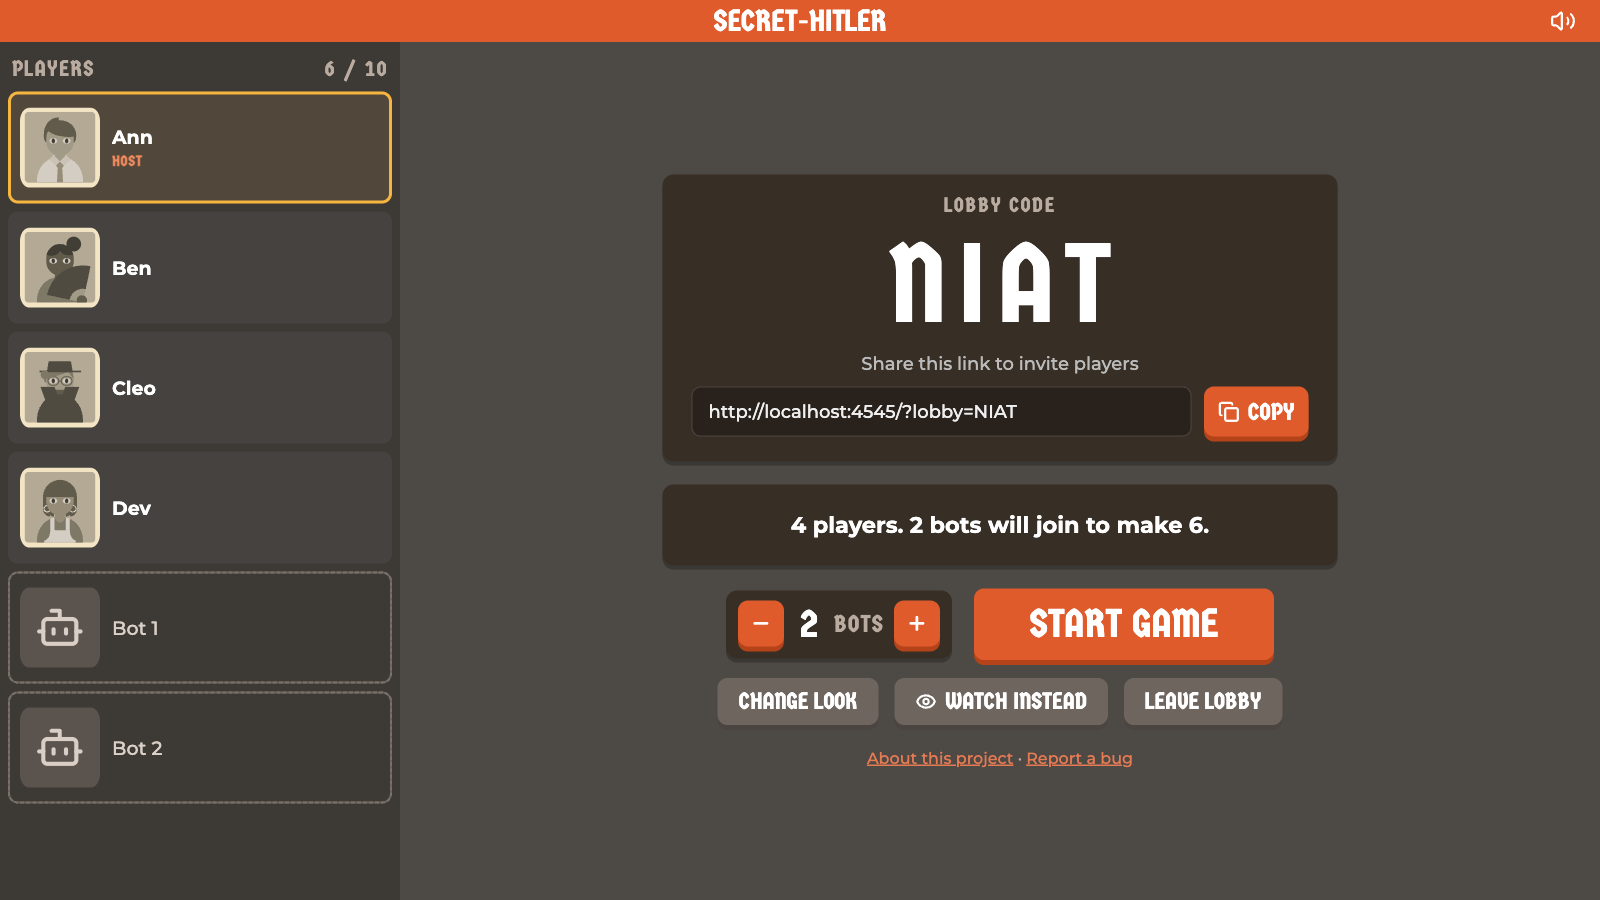 SECRET-HITLER
PLAYERS 6 / 10
Ann
HOST
Ben
Cleo
Dev
Bot 1
Bot 2
LOBBY CODE
NIAT
Share this link to invite players
http://localhost:4545/?lobby=NIAT
COPY
4 players. 2 bots will join to make 6.
− 2 BOTS +
START GAME
CHANGE LOOK
WATCH INSTEAD
LEAVE LOBBY
About this project · Report a bug